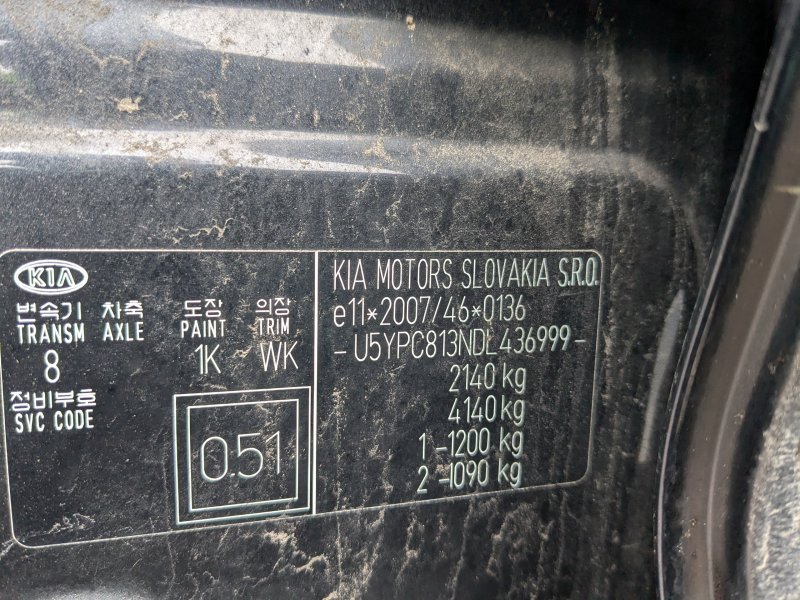 KIA
변속기 차축 도장 의장
TRANSM AXLE PAINT TRIM
8 1K WK
정비부호
SVC CODE
0.51
KIA MOTORS SLOVAKIA S.R.O.
e11*2007/46*0136
- U5YPC813NDL436999 -
2140 kg
4140 kg
1 -1200 kg
2 -1090 kg